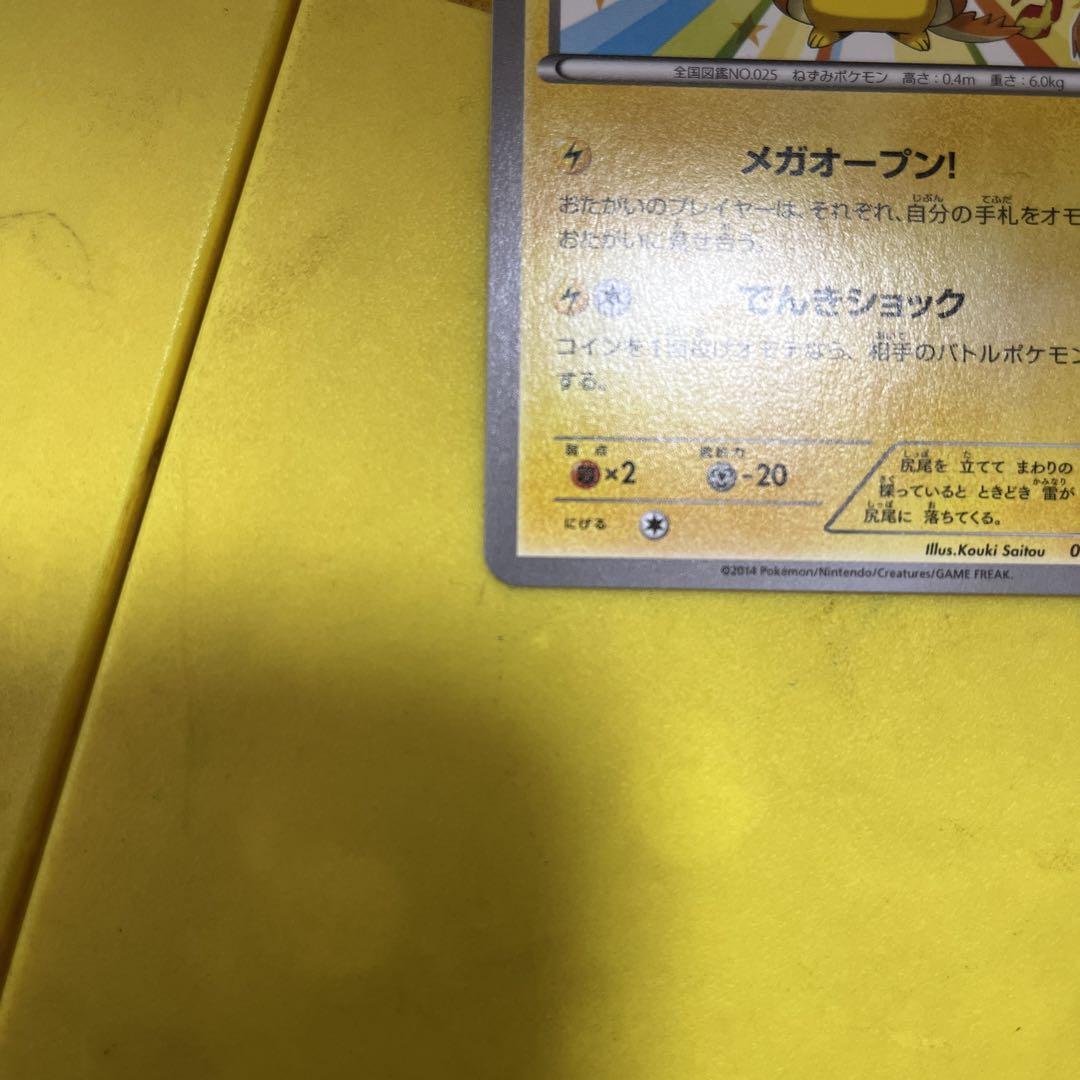 全国図鑑NO.025 ねずみポケモン 高さ:0.4m 重さ:6.0kg
メガオープン!
おたがいのプレイヤーは、それぞれ、自分の手札をオモ
おたがいに見せ合う。
でんきショック
コインを1回投げオモテなら、相手のバトルポケモン
する。
弱点 抵抗力
×2 -20
にげる
尻尾を 立てて まわりの
探っていると ときどき 雷が
尻尾に 落ちてくる。
Illus.Kouki Saitou
©2014 Pokémon/Nintendo/Creatures/GAME FREAK.